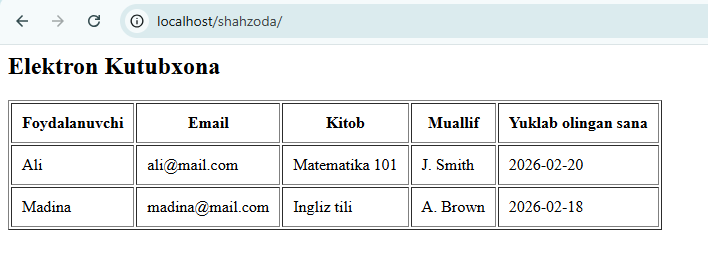 localhost/shahzoda/
Elektron Kutubxona
Foydalanuvchi Email Kitob Muallif Yuklab olingan sana
Ali ali@mail.com Matematika 101 J. Smith 2026-02-20
Madina madina@mail.com Ingliz tili A. Brown 2026-02-18